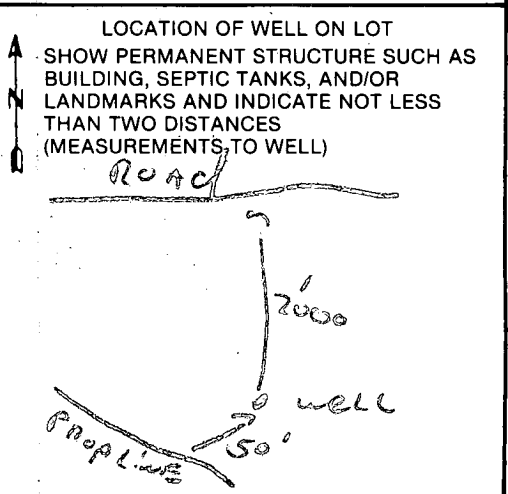 LOCATION OF WELL ON LOT
SHOW PERMANENT STRUCTURE SUCH AS
BUILDING, SEPTIC TANKS, AND/OR
LANDMARKS AND INDICATE NOT LESS
THAN TWO DISTANCES
(MEASUREMENTS TO WELL)
N
ROAD
2000'
WELL
50'
PROP LINE